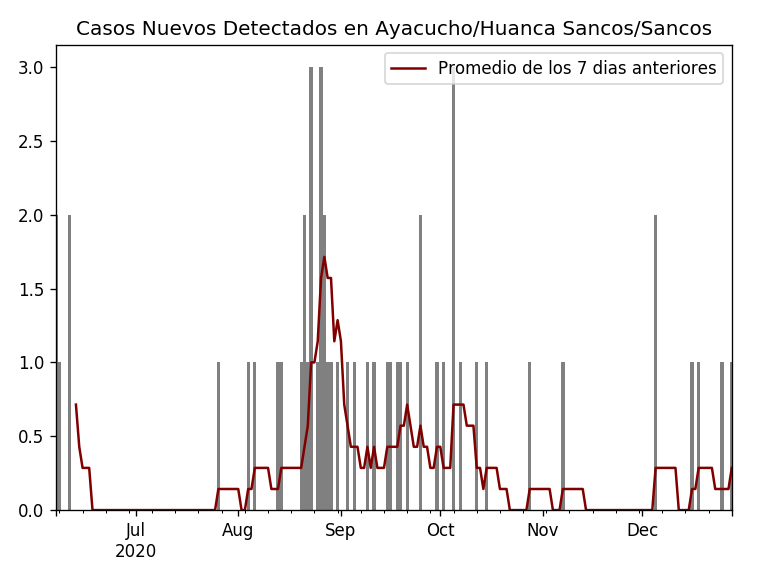 Casos Nuevos Detectados en Ayacucho/Huanca Sancos/Sancos
Promedio de los 7 dias anteriores
3.0
2.5
2.0
1.5
1.0
0.5
0.0
Jul Aug Sep Oct Nov Dec
2020